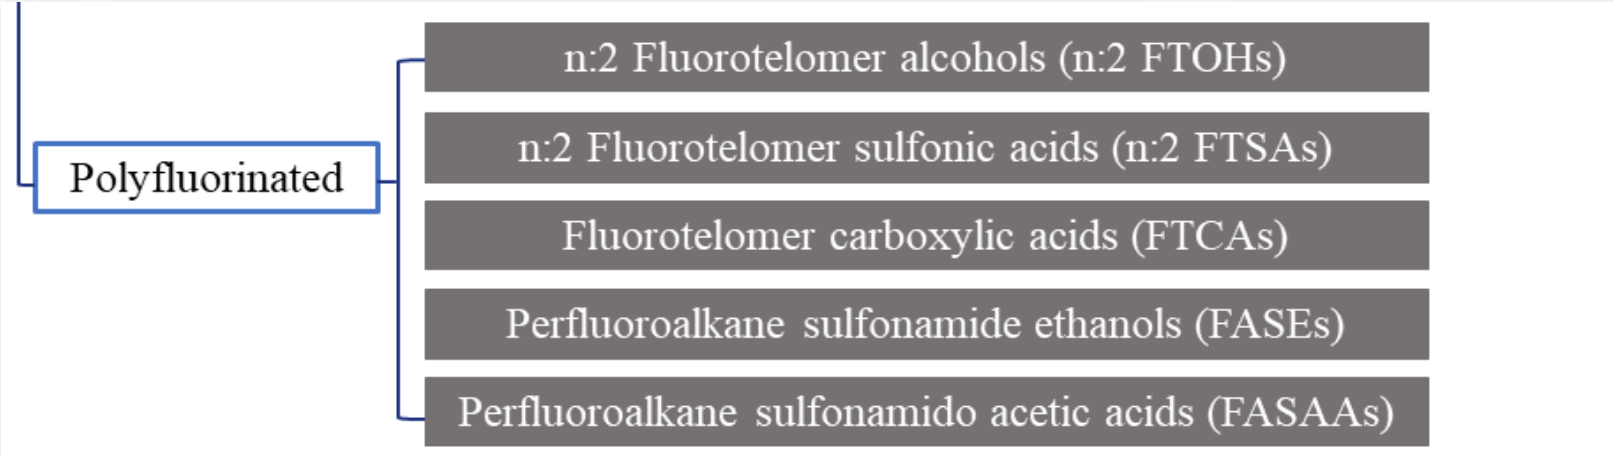 Polyfluorinated
n:2 Fluorotelomer alcohols (n:2 FTOHs)
n:2 Fluorotelomer sulfonic acids (n:2 FTSAs)
Fluorotelomer carboxylic acids (FTCAs)
Perfluoroalkane sulfonamide ethanols (FASEs)
Perfluoroalkane sulfonamido acetic acids (FASAAs)